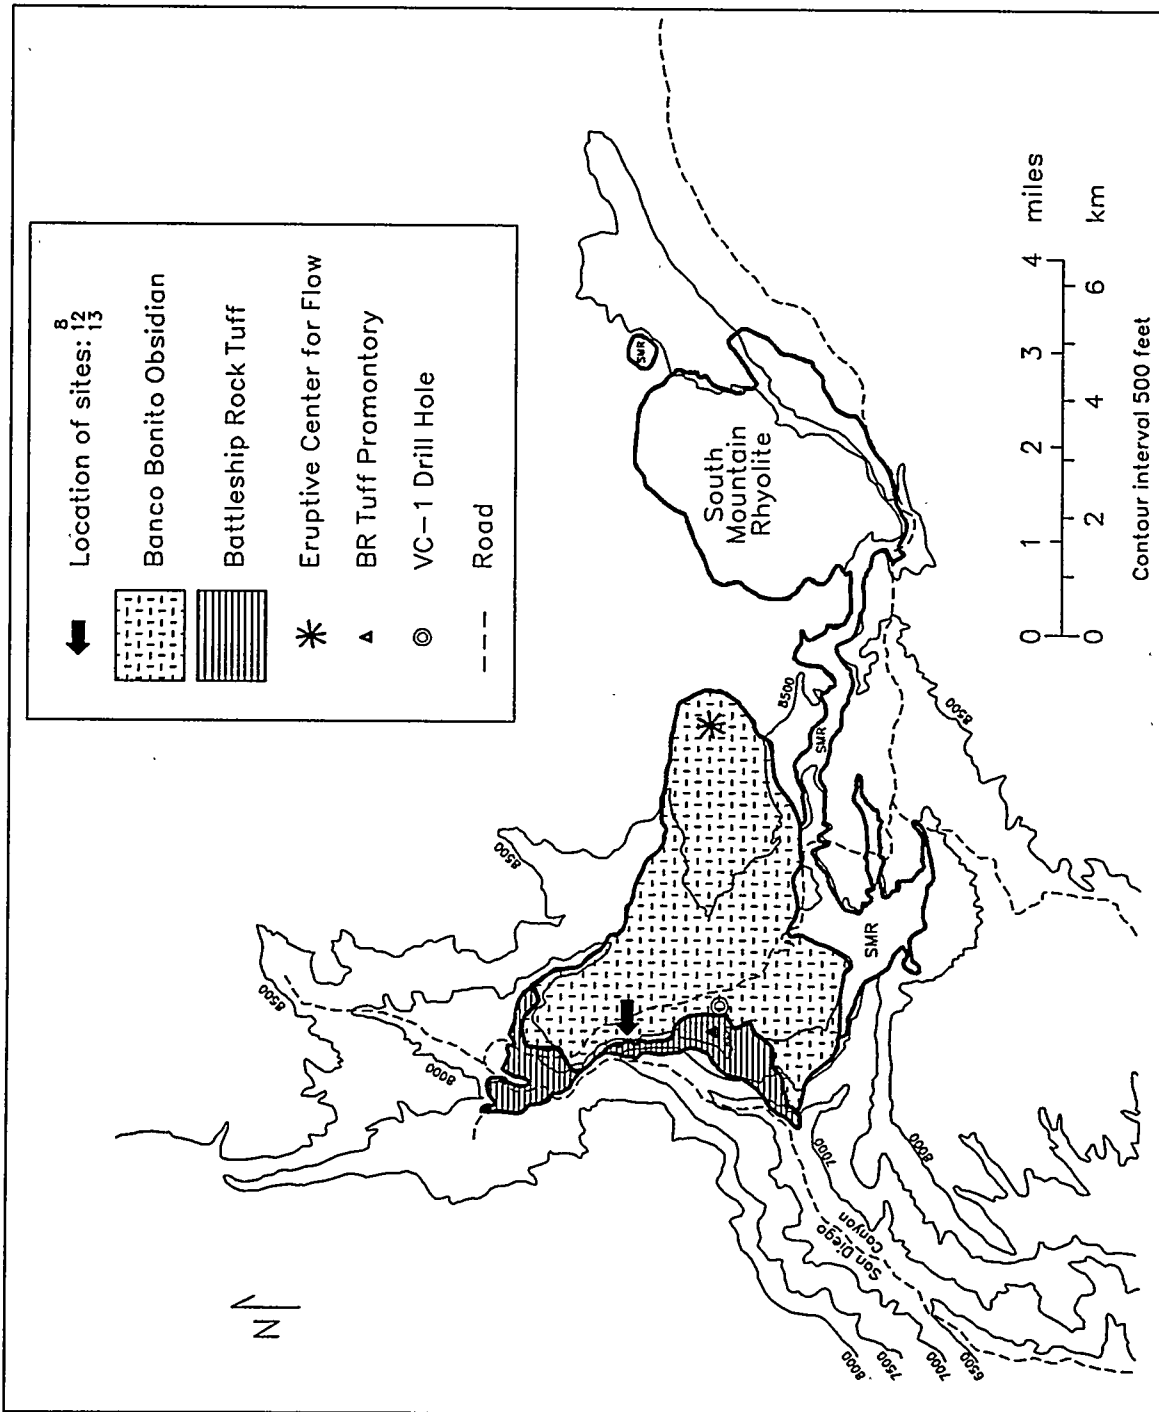 Location of sites: 8
12
13
Banco Bonito Obsidian
Battleship Rock Tuff
Eruptive Center for Flow
BR Tuff Promontory
VC-1 Drill Hole
Road
N
8500
8500
8000
8500
8500
SMR
South
Mountain
Rhyolite
SMR
SMR
7000
8000
San Diego
Canyon
8000
7500
7000
6500
0 1 2 3 4 miles
0 2 4 6 km
Contour interval 500 feet